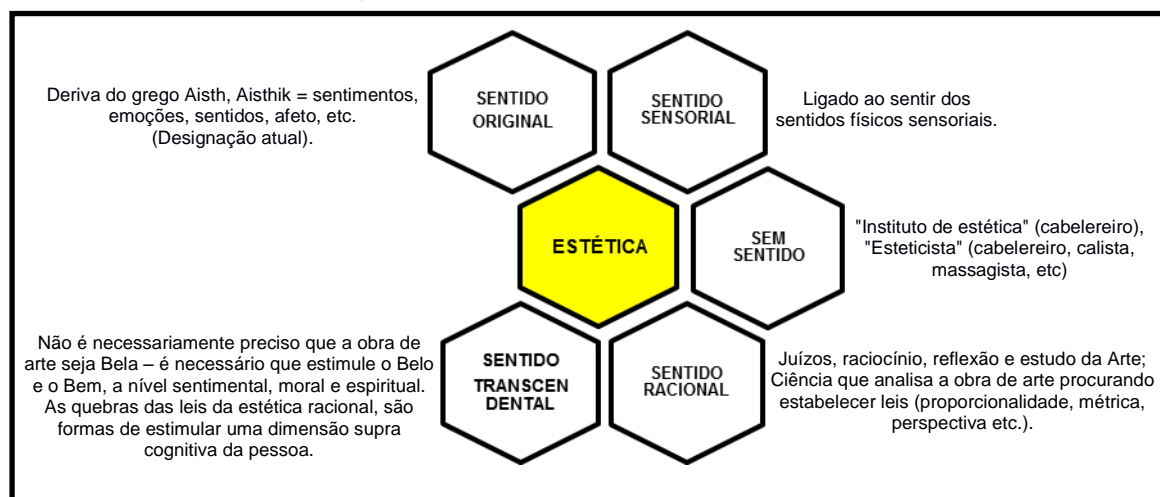 Deriva do grego Aisth, Aisthik = sentimentos,
emoções, sentidos, afeto, etc.
(Designação atual).
SENTIDO
ORIGINAL
SENTIDO
SENSORIAL
Ligado ao sentir dos
sentidos físicos sensoriais.
ESTÉTICA
SEM
SENTIDO
"Instituto de estética" (cabelereiro),
"Esteticista" (cabelereiro, calista,
massagista, etc)
Não é necessariamente preciso que a obra de
arte seja Bela – é necessário que estimule o Belo
e o Bem, a nível sentimental, moral e espiritual.
As quebras das leis da estética racional, são
formas de estimular uma dimensão supra
cognitiva da pessoa.
SENTIDO
TRANSCEN
DENTAL
SENTIDO
RACIONAL
Juízos, raciocínio, reflexão e estudo da Arte;
Ciência que analisa a obra de arte procurando
estabelecer leis (proporcionalidade, métrica,
perspectiva etc.).